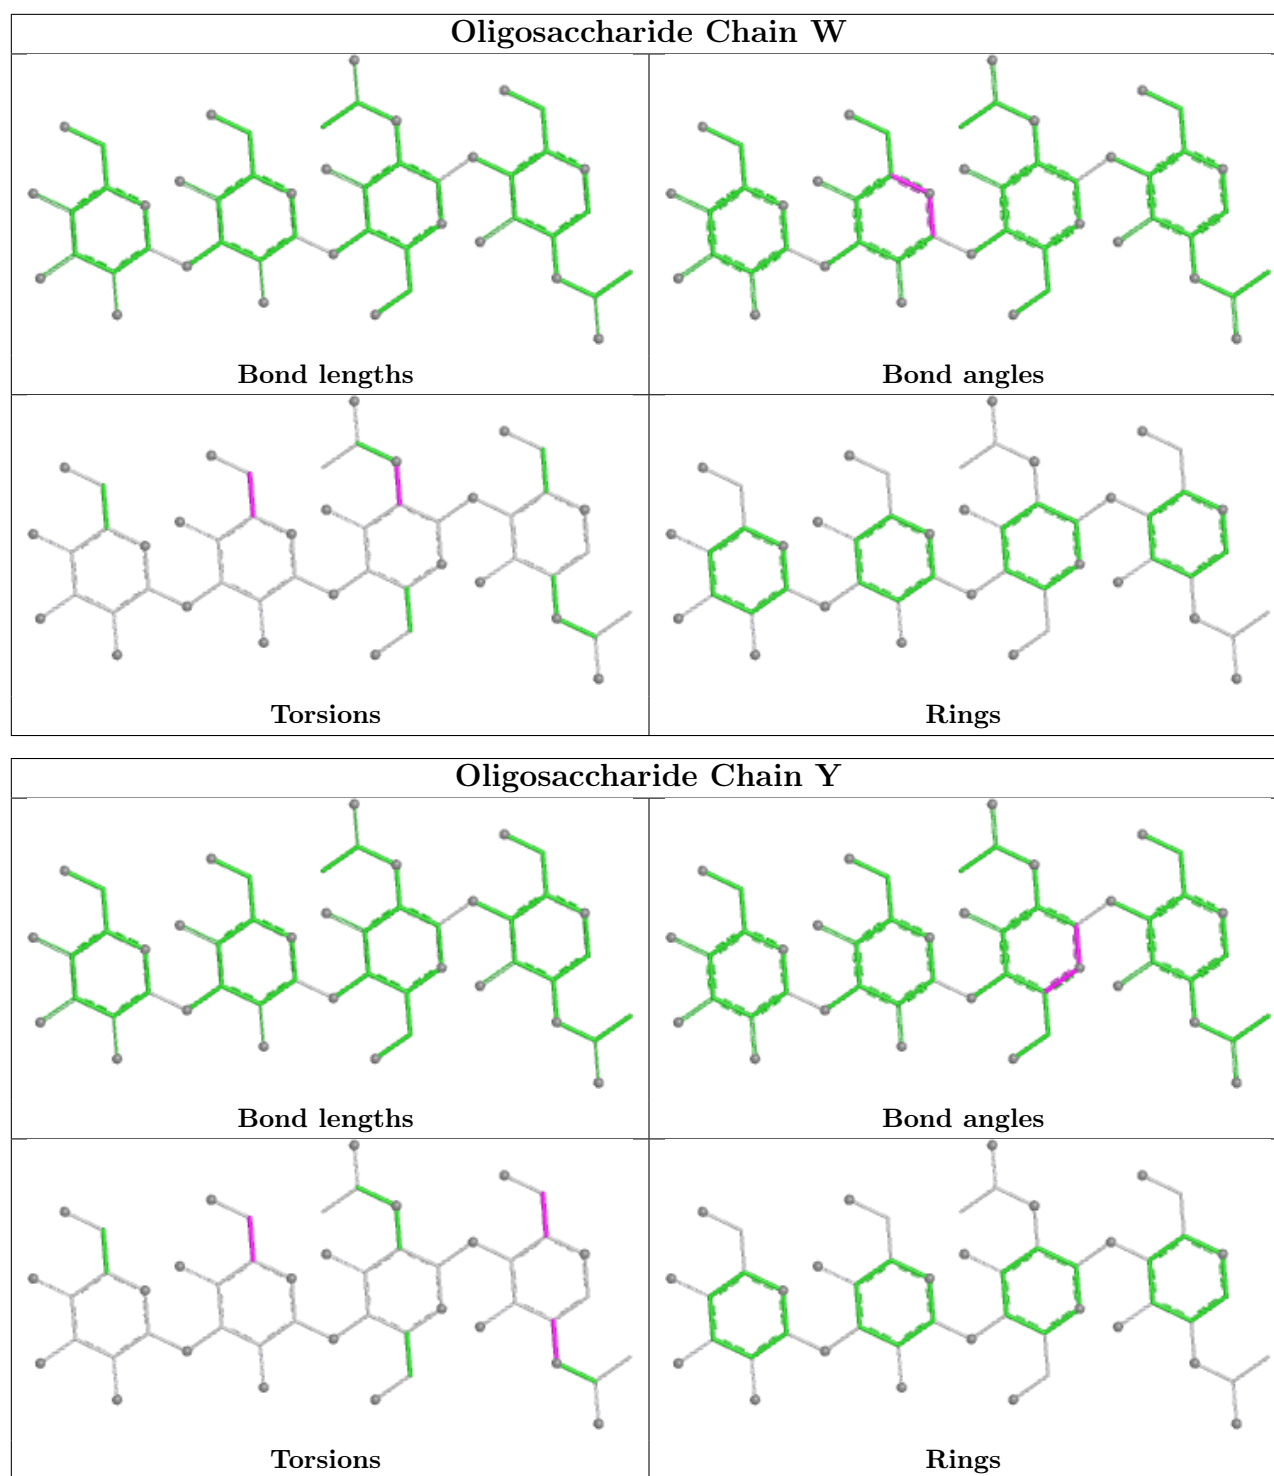 Oligosaccharide Chain W
Bond lengths
Bond angles
Torsions
Rings
Oligosaccharide Chain Y
Bond lengths
Bond angles
Torsions
Rings